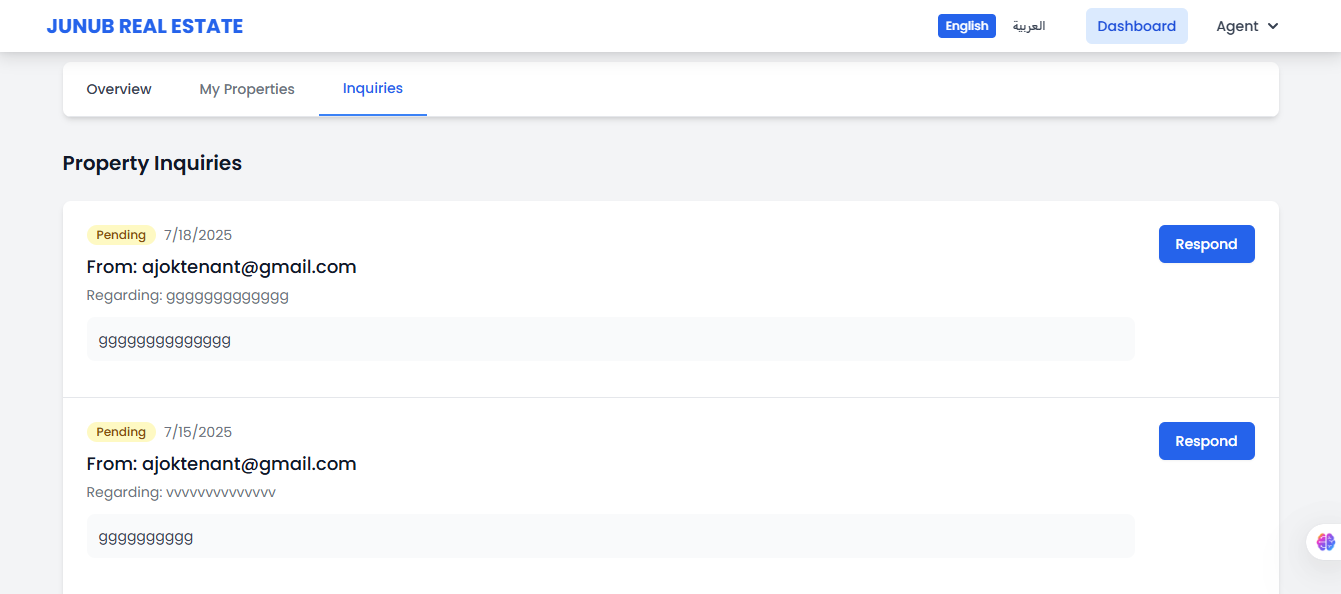 JUNUB REAL ESTATE English العربية Dashboard Agent
Overview My Properties Inquiries
Property Inquiries
Pending 7/18/2025 Respond
From: ajoktenant@gmail.com
Regarding: ggggggggggggg
gggggggggggggg
Pending 7/15/2025 Respond
From: ajoktenant@gmail.com
Regarding: vvvvvvvvvvvvvv
gggggggggg